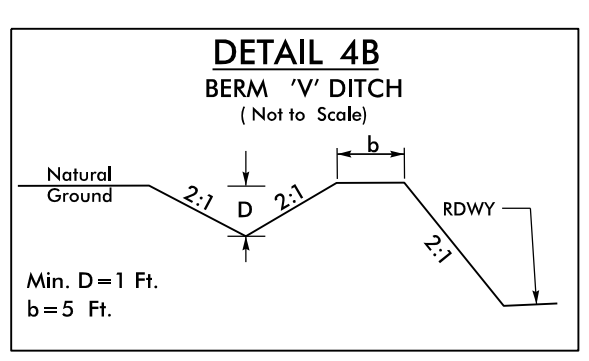 DETAIL 4B
BERM 'V' DITCH
( Not to Scale)
b
Natural
Ground
2:1
D
2:1
2:1
RDWY
Min. D=1 Ft.
b=5 Ft.